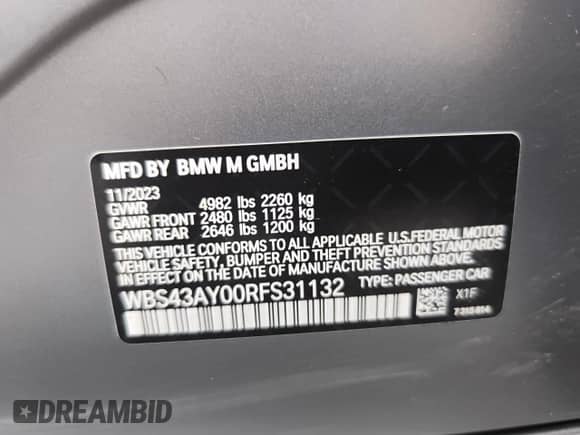 MFD BY BMW M GMBH
11/2023
GVWR 4982 lbs 2260 kg
GAWR FRONT 2480 lbs 1125 kg
GAWR REAR 2646 lbs 1200 kg
THIS VEHICLE CONFORMS TO ALL APPLICABLE U.S.FEDERAL MOTOR
VEHICLE SAFETY, BUMPER, AND THEFT PREVENTION STANDARDS
IN EFFECT ON THE DATE OF MANUFACTURE SHOWN ABOVE.
WBS43AY00RFS31132 TYPE: PASSENGER CAR
X1F
DREAMBID